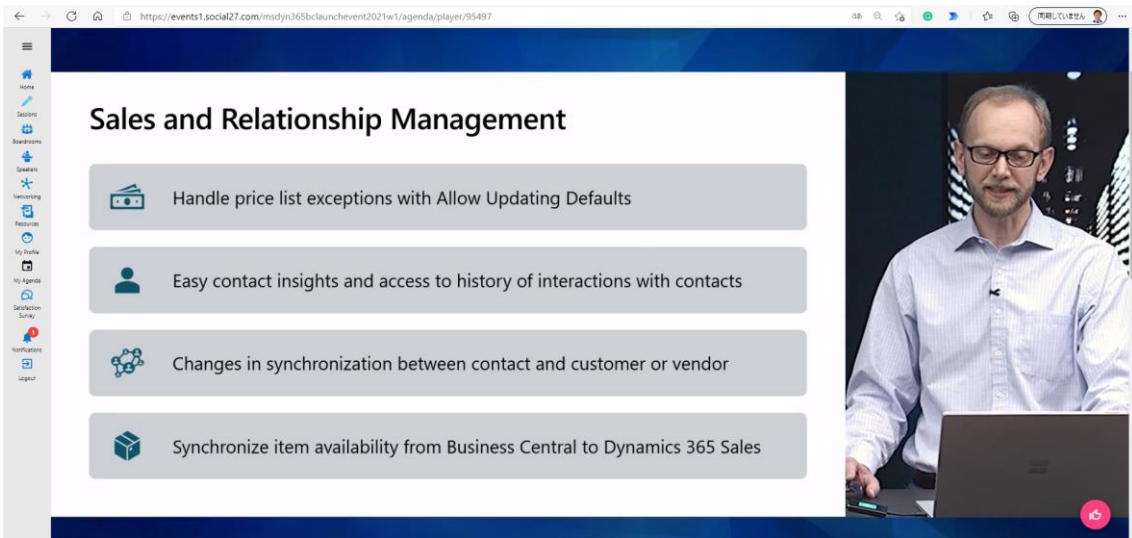 https://events1.social27.com/msdyn365bclaunchevent2021w1/agenda/player/95497
同期していません
Home
Sessions
Boardrooms
Speakers
Networking
Resources
My Profile
My Agenda
Satisfaction
Survey
Notifications
Logout
Sales and Relationship Management
Handle price list exceptions with Allow Updating Defaults
Easy contact insights and access to history of interactions with contacts
Changes in synchronization between contact and customer or vendor
Synchronize item availability from Business Central to Dynamics 365 Sales